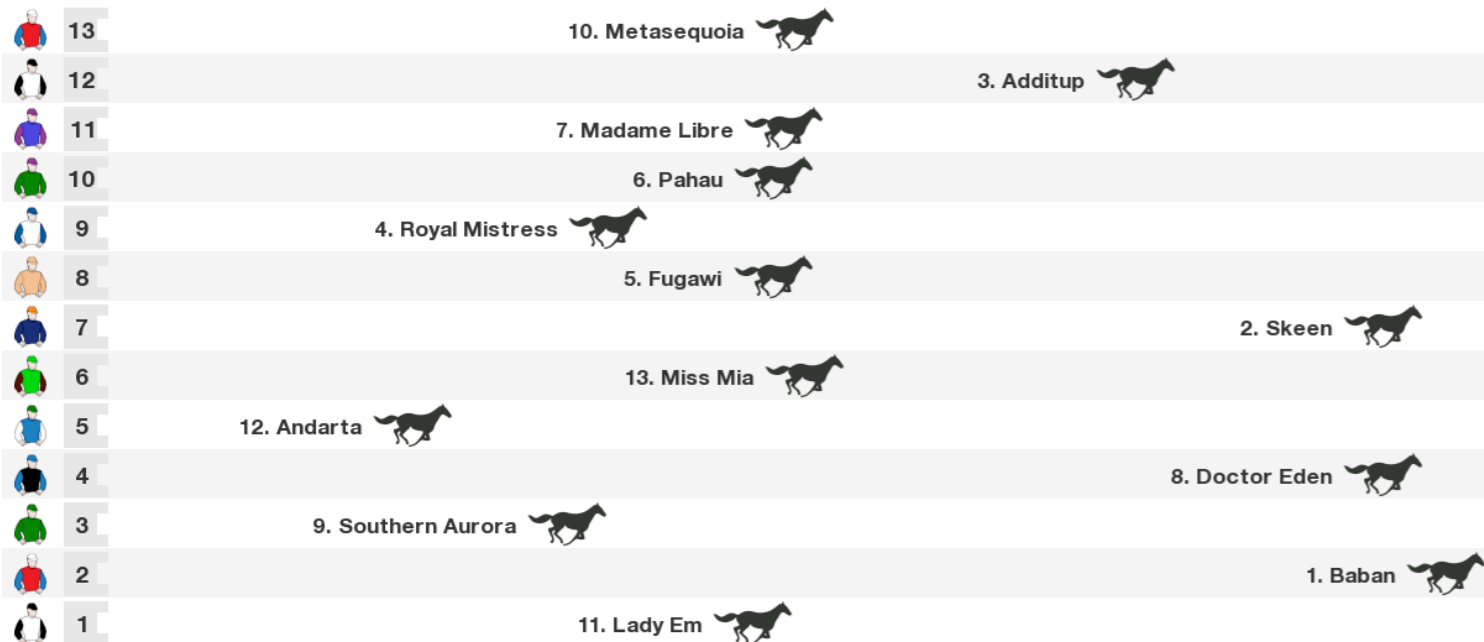 13 10. Metasequoia
12 3. Additup
11 7. Madame Libre
10 6. Pahau
9 4. Royal Mistress
8 5. Fugawi
7 2. Skeen
6 13. Miss Mia
5 12. Andarta
4 8. Doctor Eden
3 9. Southern Aurora
2 1. Baban
1 11. Lady Em